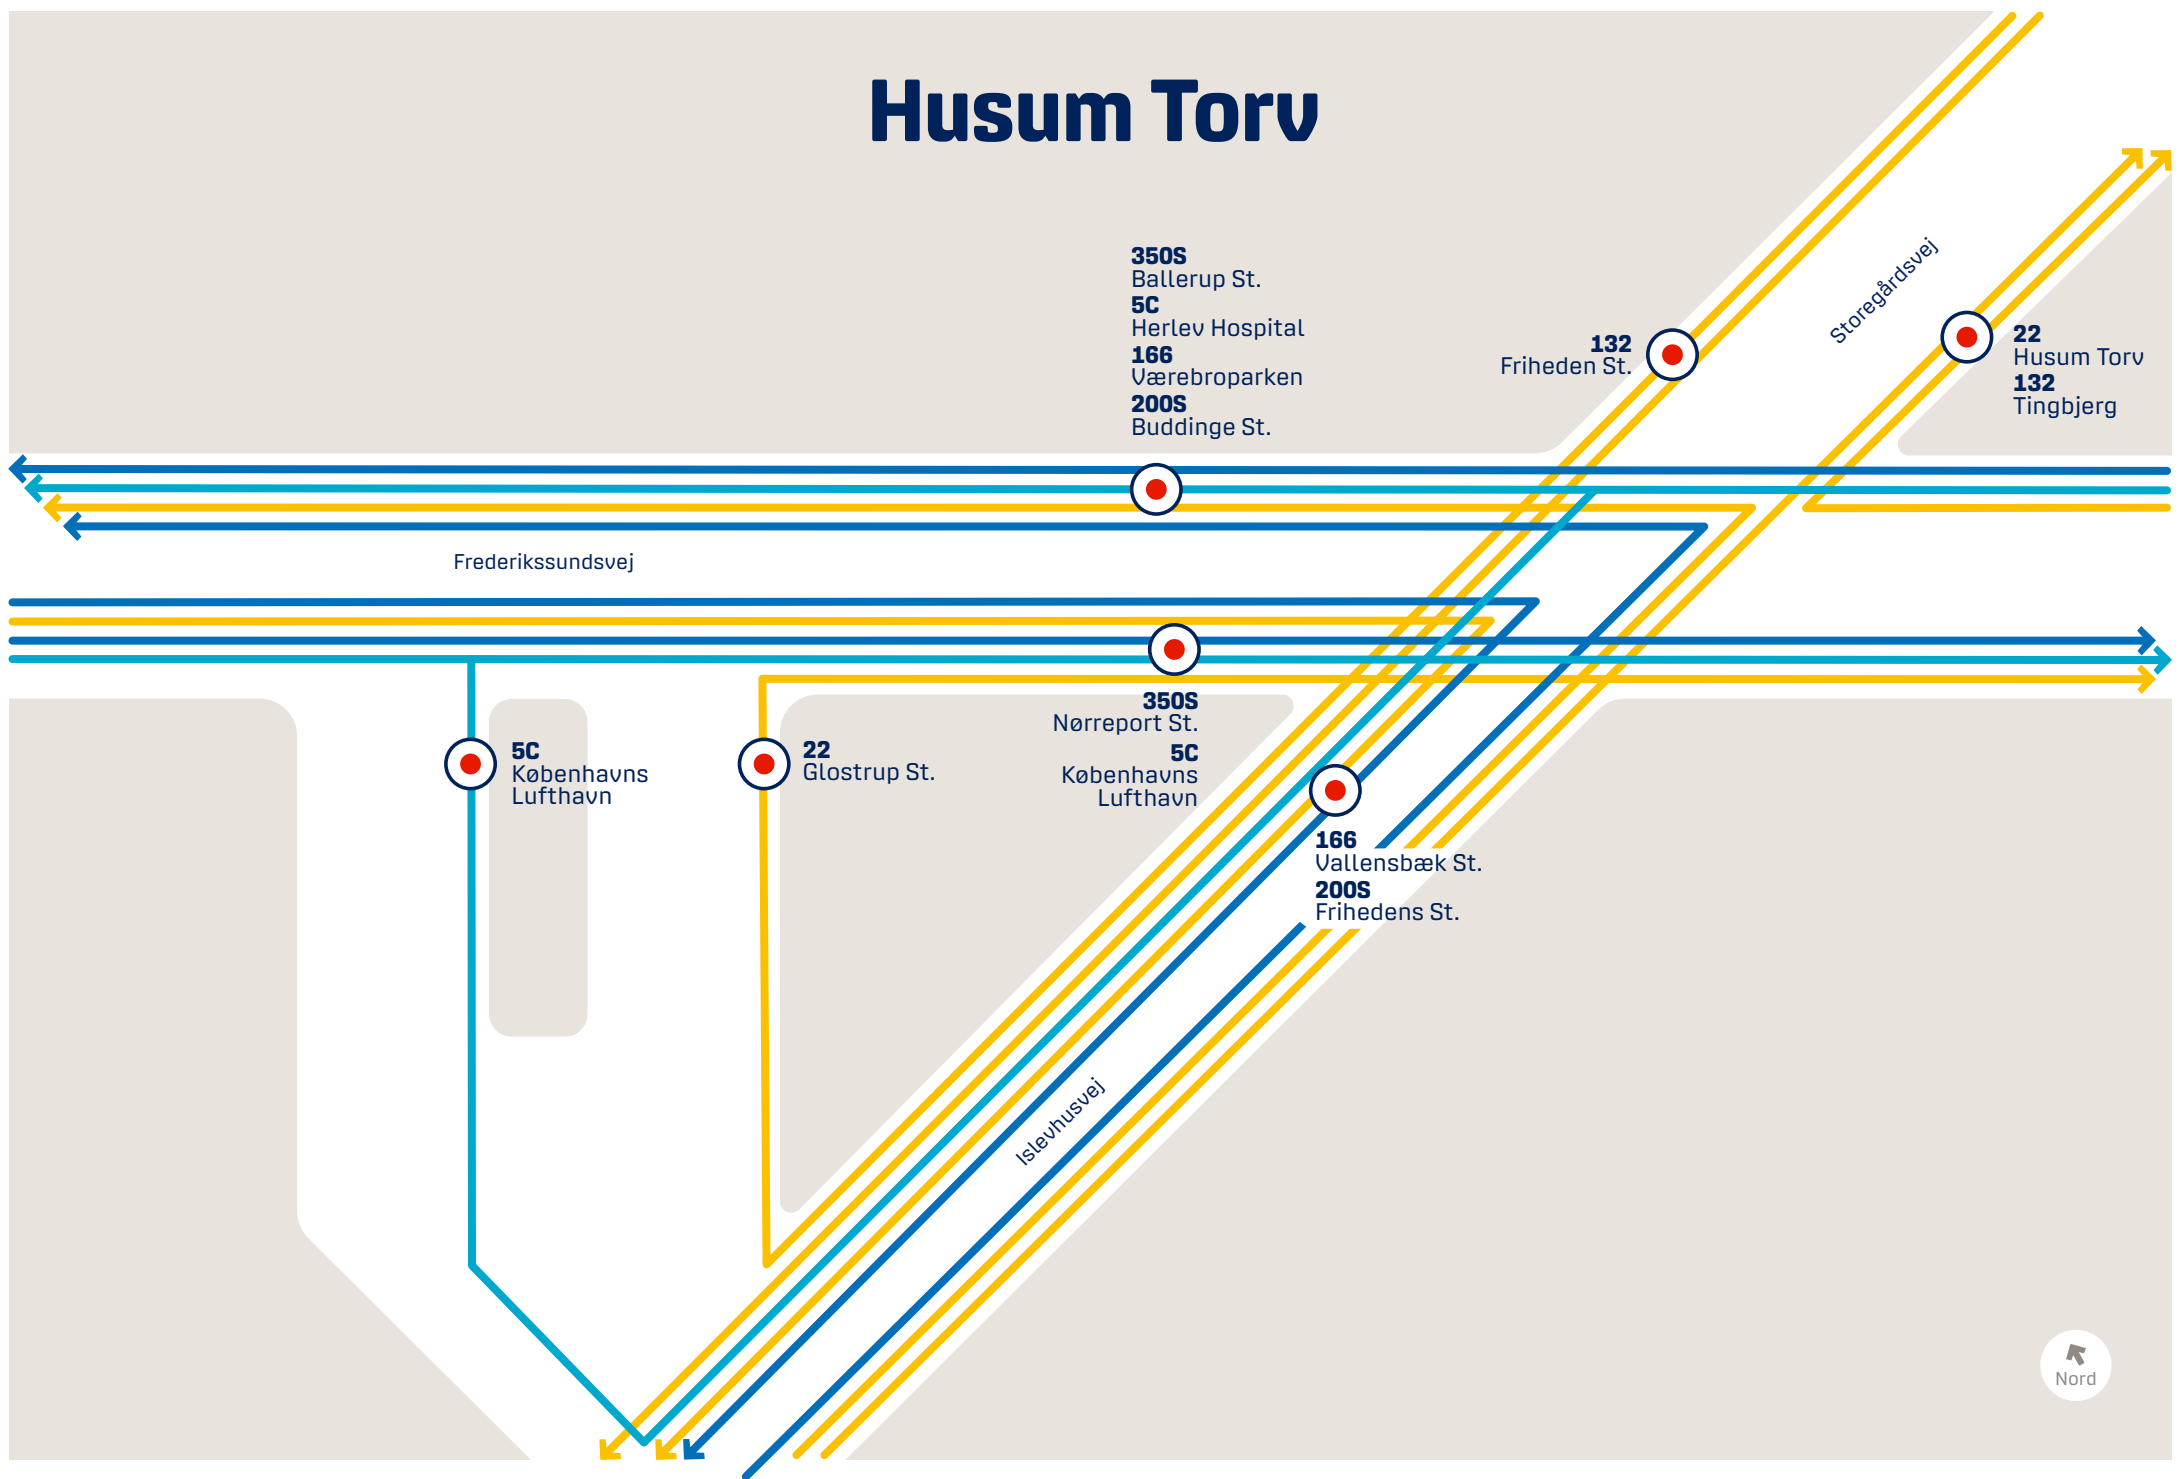 Husum Torv
350S
Ballerup St.
5C
Herlev Hospital
166
Værebroparken
200S
Buddinge St.
132
Friheden St.
Storegårdsvej
22
Husum Torv
132
Tingbjerg
Frederikssundsvej
5C
Københavns
Lufthavn
22
Glostrup St.
350S
Nørreport St.
5C
Københavns
Lufthavn
166
Vallensbæk St.
200S
Frihedens St.
Islevhusvej
Nord